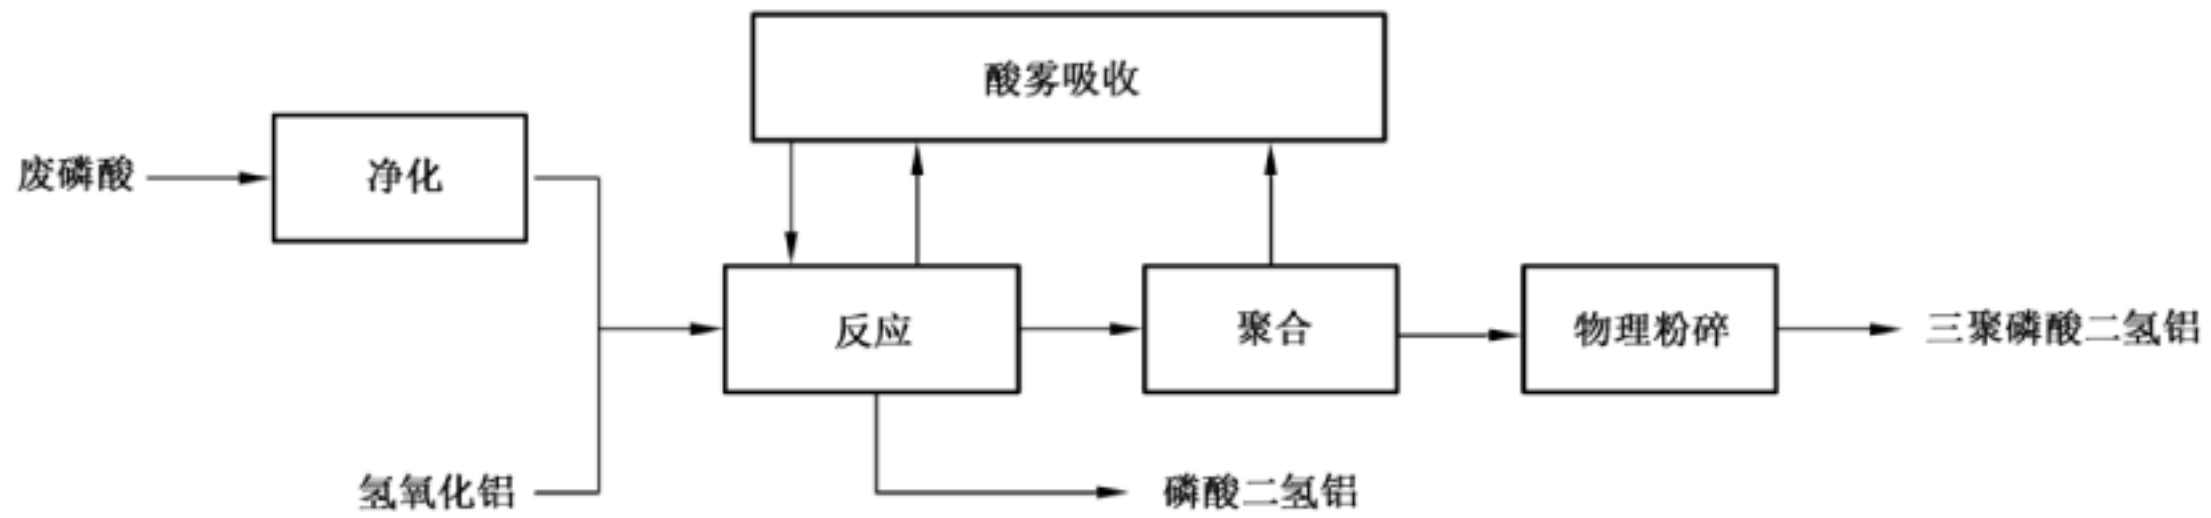 酸雾吸收
废磷酸
净化
反应
聚合
物理粉碎
三聚磷酸二氢铝
氢氧化铝
磷酸二氢铝